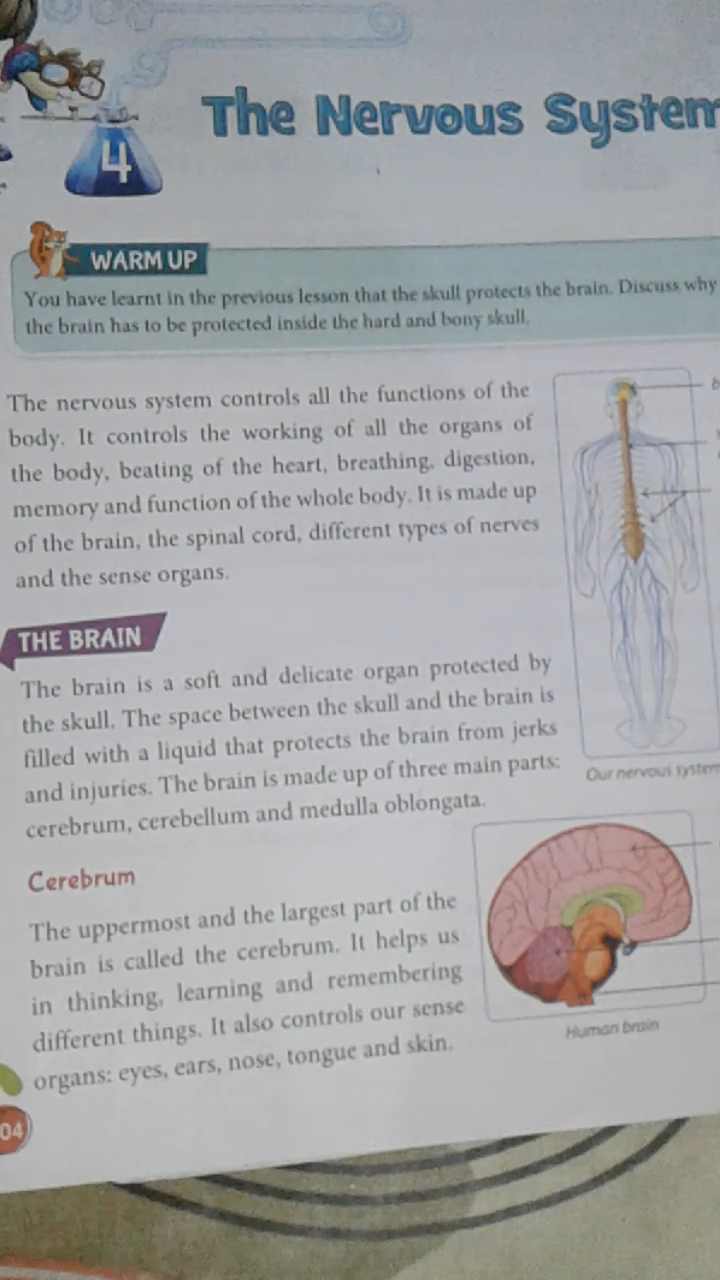 4
The Nervous System
WARM UP
You have learnt in the previous lesson that the skull protects the brain. Discuss why
the brain has to be protected inside the hard and bony skull.
The nervous system controls all the functions of the
body. It controls the working of all the organs of
the body, beating of the heart, breathing, digestion,
memory and function of the whole body. It is made up
of the brain, the spinal cord, different types of nerves
and the sense organs.
Our nervous system
THE BRAIN
The brain is a soft and delicate organ protected by
the skull. The space between the skull and the brain is
filled with a liquid that protects the brain from jerks
and injuries. The brain is made up of three main parts:
cerebrum, cerebellum and medulla oblongata.
Cerebrum
The uppermost and the largest part of the
brain is called the cerebrum. It helps us
in thinking, learning and remembering
different things. It also controls our sense
organs: eyes, ears, nose, tongue and skin.
Human brain
04